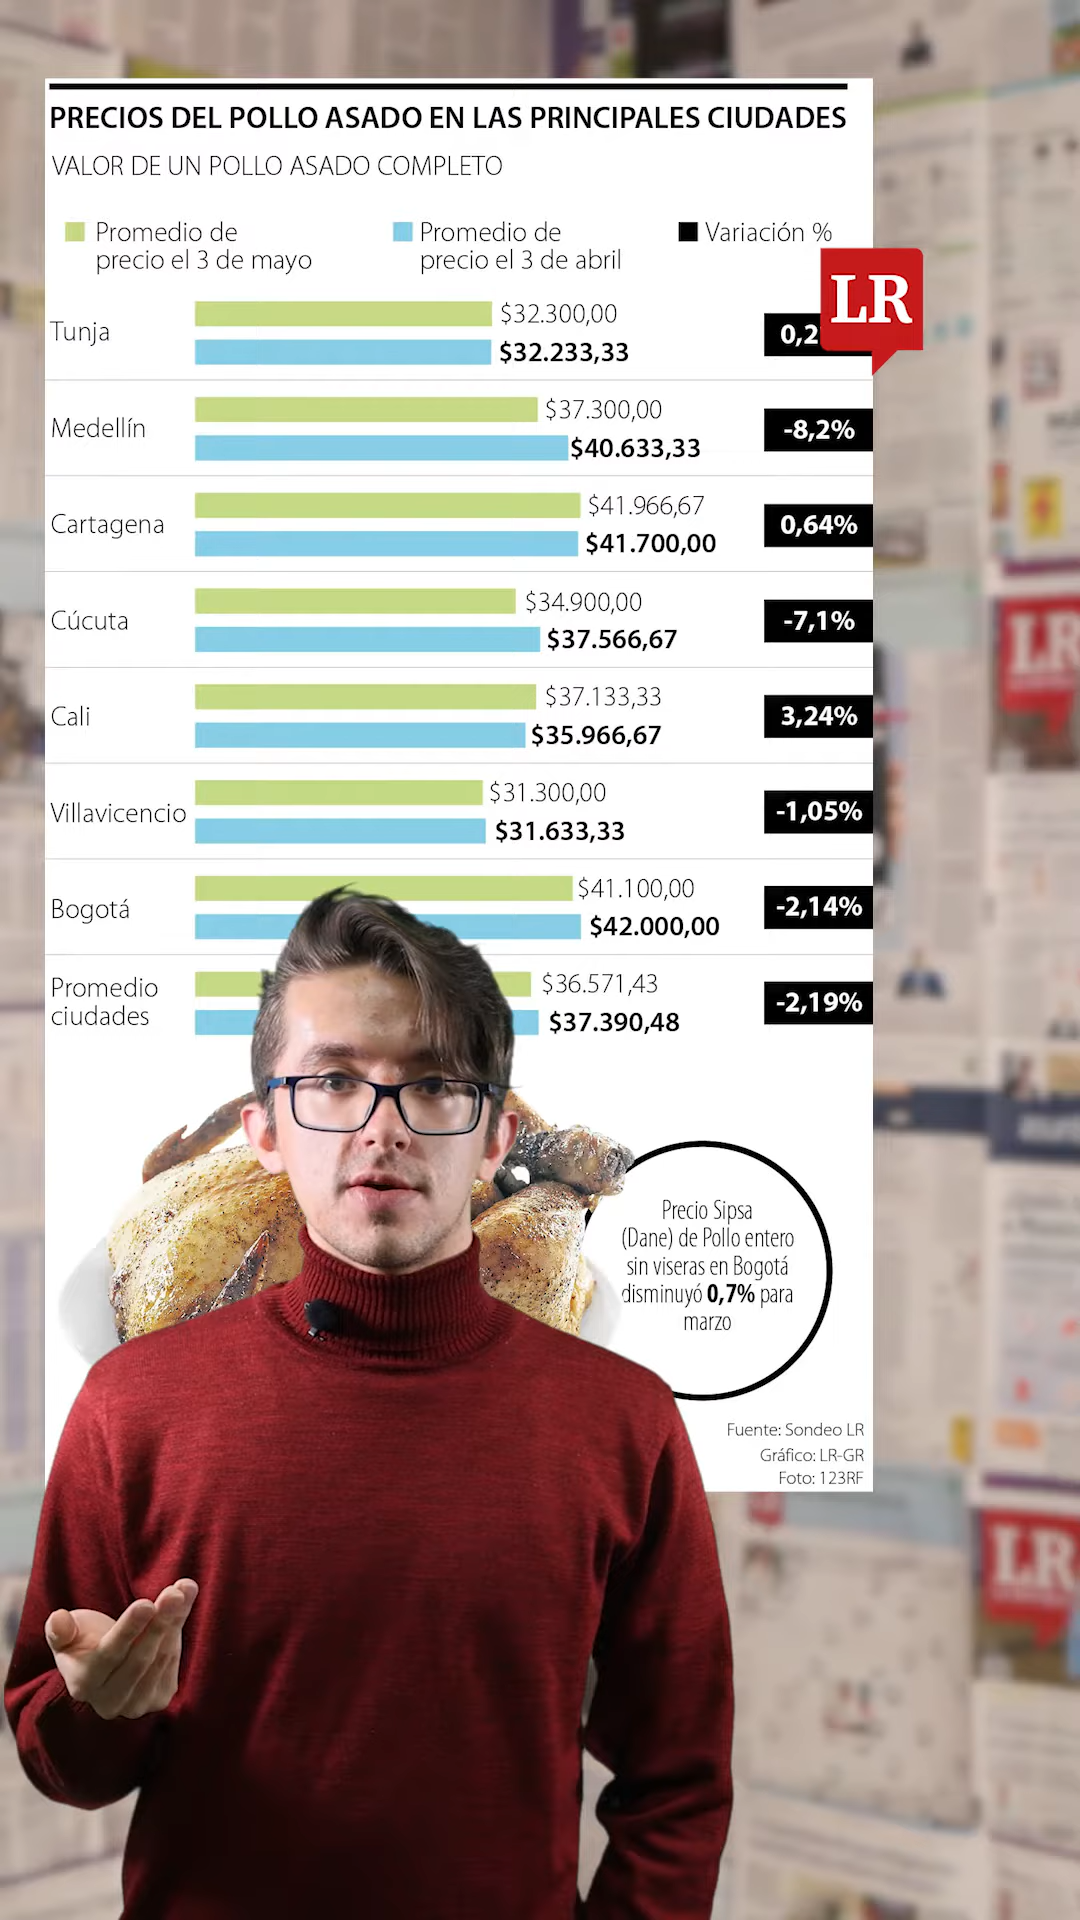 PRECIOS DEL POLLO ASADO EN LAS PRINCIPALES CIUDADES
VALOR DE UN POLLO ASADO COMPLETO
Promedio de
precio el 3 de mayo
Promedio de
precio el 3 de abril
Variación %
LR
Tunja
$32.300,00
$32.233,33
0,2
Medellín
$37.300,00
$40.633,33
-8,2%
Cartagena
$41.966,67
$41.700,00
0,64%
Cúcuta
$34.900,00
$37.566,67
-7,1%
LR
Cali
$37.133,33
$35.966,67
3,24%
Villavicencio
$31.300,00
$31.633,33
-1,05%
Bogotá
$41.100,00
$42.000,00
-2,14%
Promedio
ciudades
$36.571,43
$37.390,48
-2,19%
Precio Sipsa
(Dane) de Pollo entero
sin viseras en Bogotá
disminuyó 0,7% para
marzo
Fuente: Sondeo LR
Gráfico: LR-GR
Foto: 123RF
LR